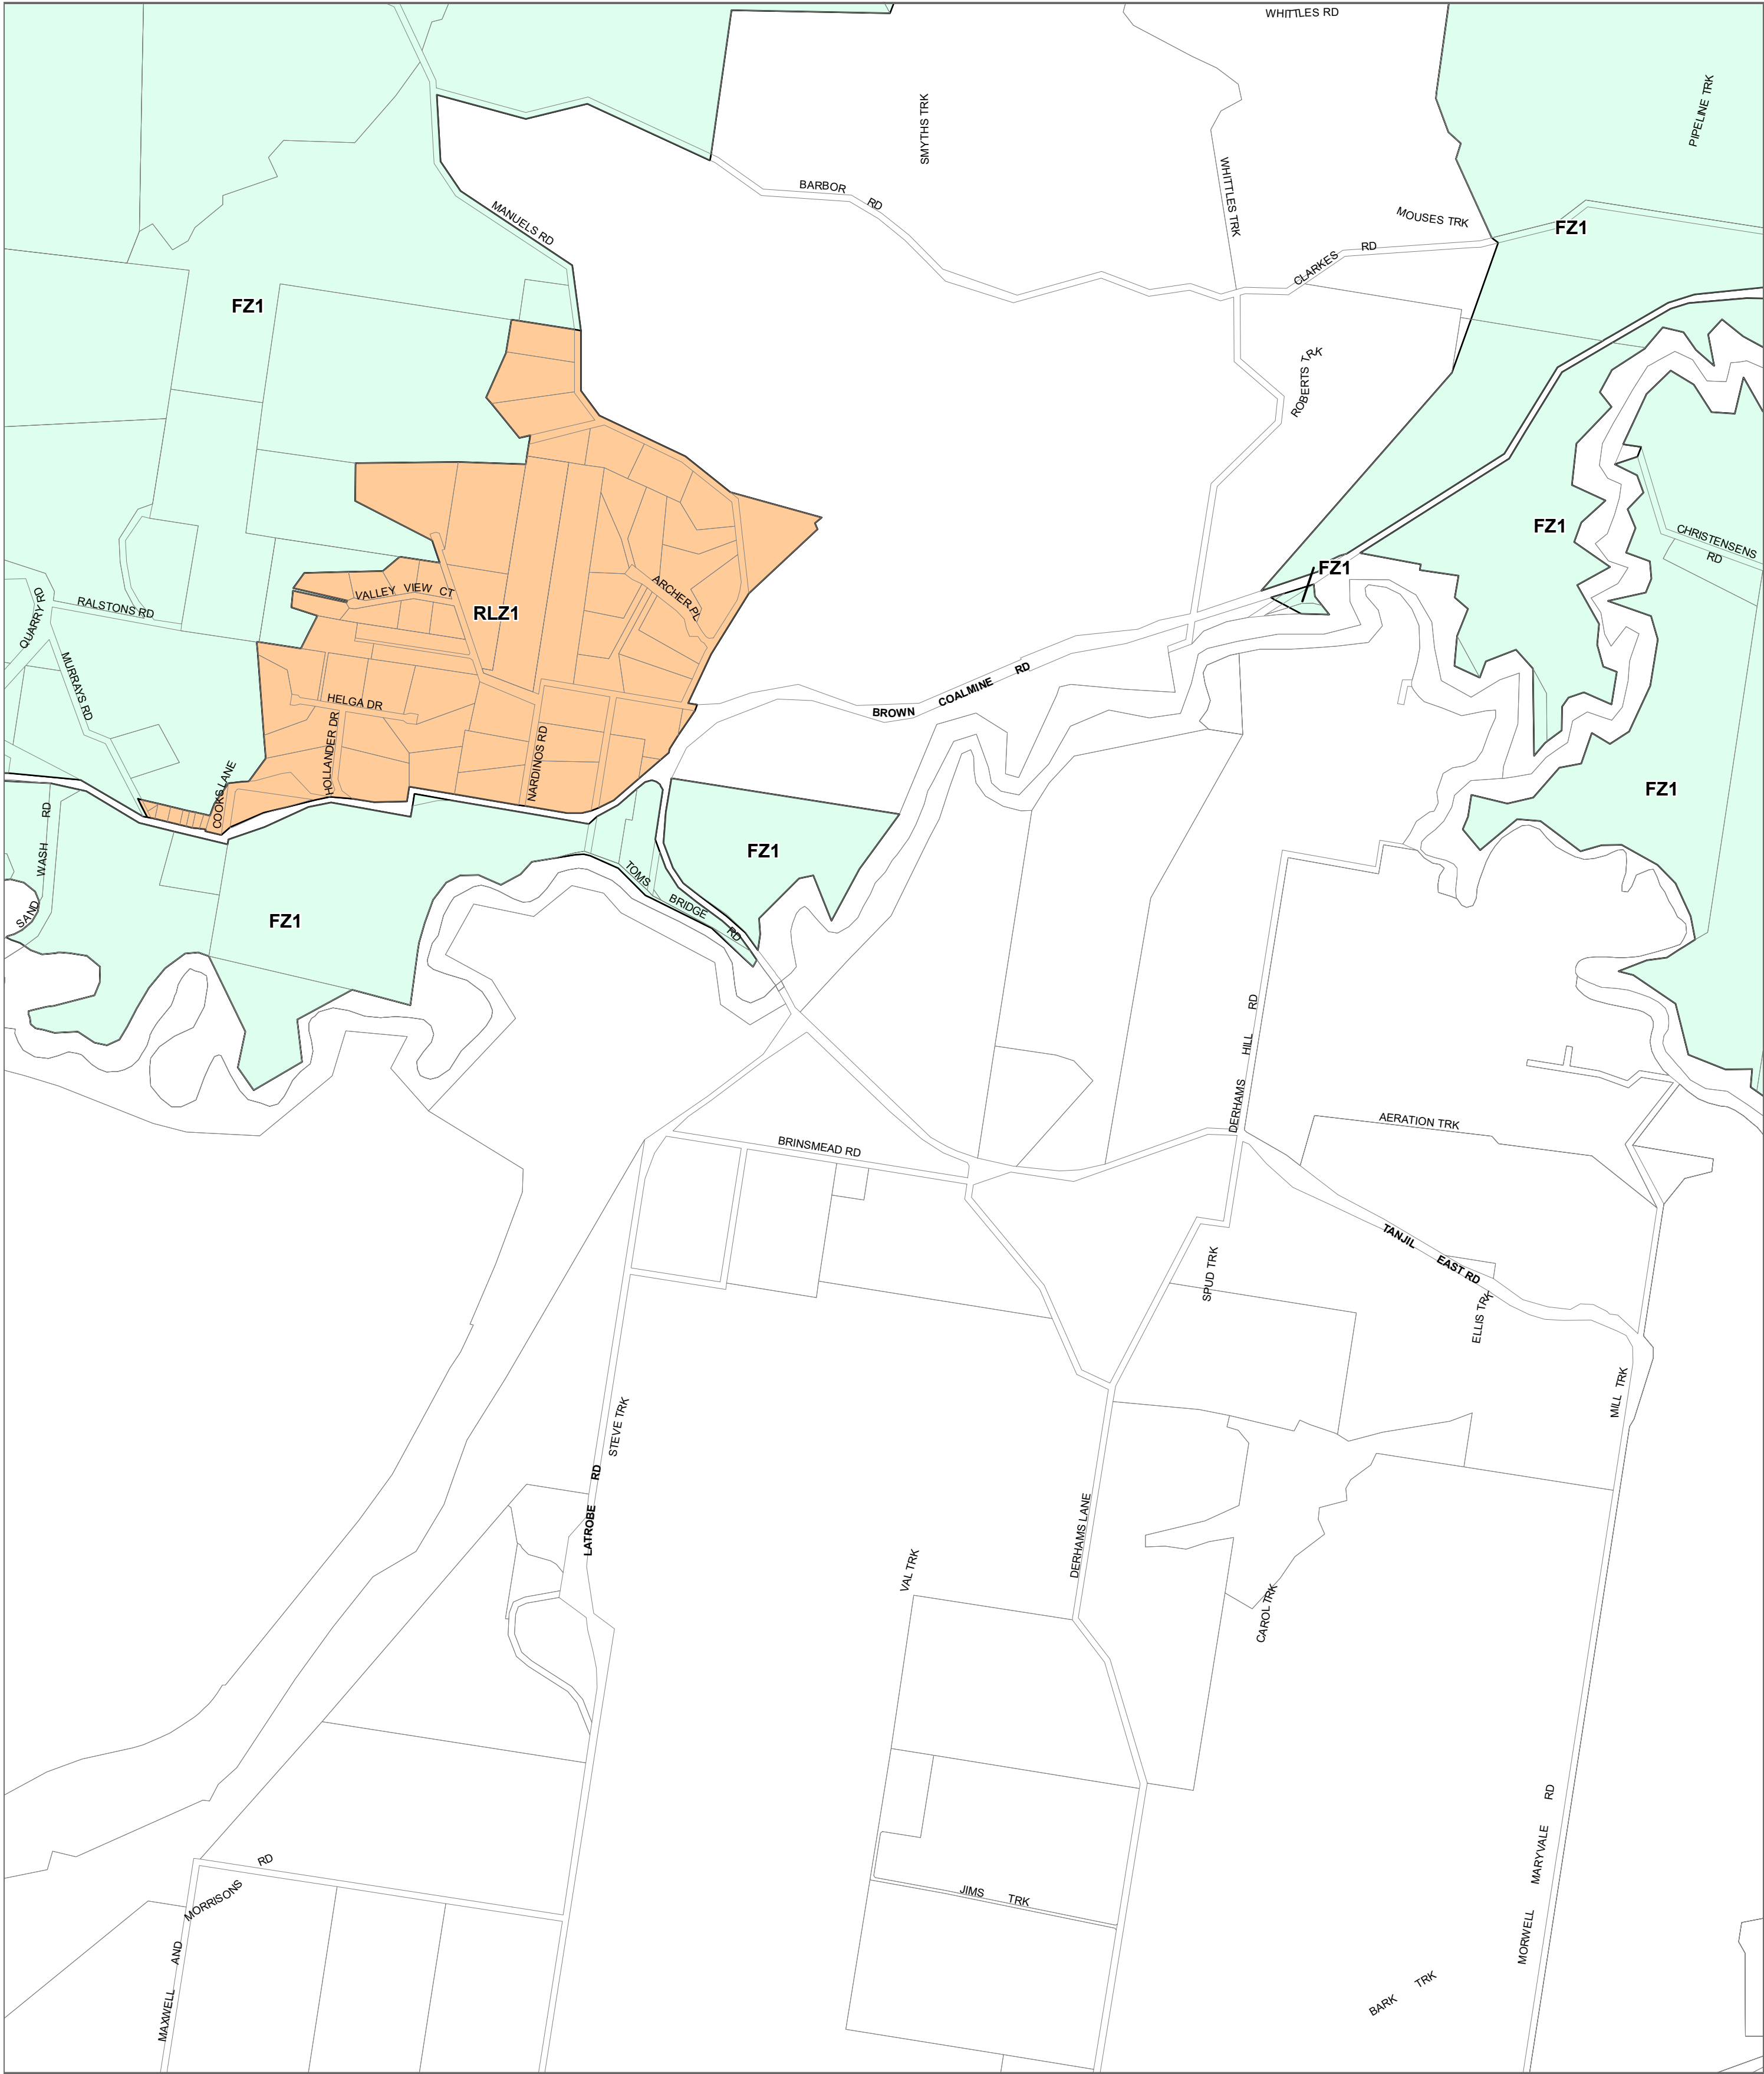 WHITTLES RD
SMYTHS TRK
PIPELINE TRK
BARBOR RD
WHITTLES TRK
MANUELS RD
MOUSES TRK
FZ1
CLARKES RD
FZ1
ROBERTS TRK
FZ1
CHRISTENSENS RD
FZ1
ARCHER PL
VALLEY VIEW CT
RLZ1
QUARRY RD
RALSTONS RD
MURRAYS RD
HELGA DR
HOLLANDER DR
NARDINOS RD
BROWN COALMINE RD
COOKS LANE
FZ1
SAND WASH RD
FZ1
TOMS BRIDGE RD
FZ1
DERHAMS HILL RD
AERATION TRK
BRINSMEAD RD
TANJIL EAST RD
SPUD TRK
ELLIS TRK
MILL TRK
STEVE TRK
LATROBE RD
DERHAMS LANE
VAL TRK
CAROL TRK
MORWELL MARYVALE RD
MAXWELL AND MORRISONS RD
JIMS TRK
BARK TRK